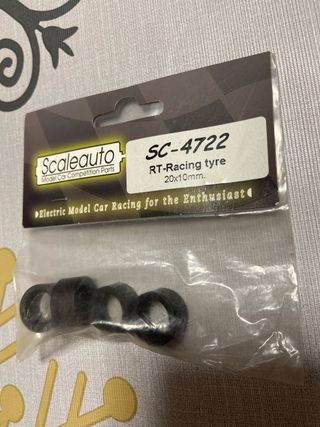 Scaleauto
Model Car Competition Parts
SC-4722
RT-Racing tyre
20x10mm.
Electric Model Car Racing for the Enthusiast